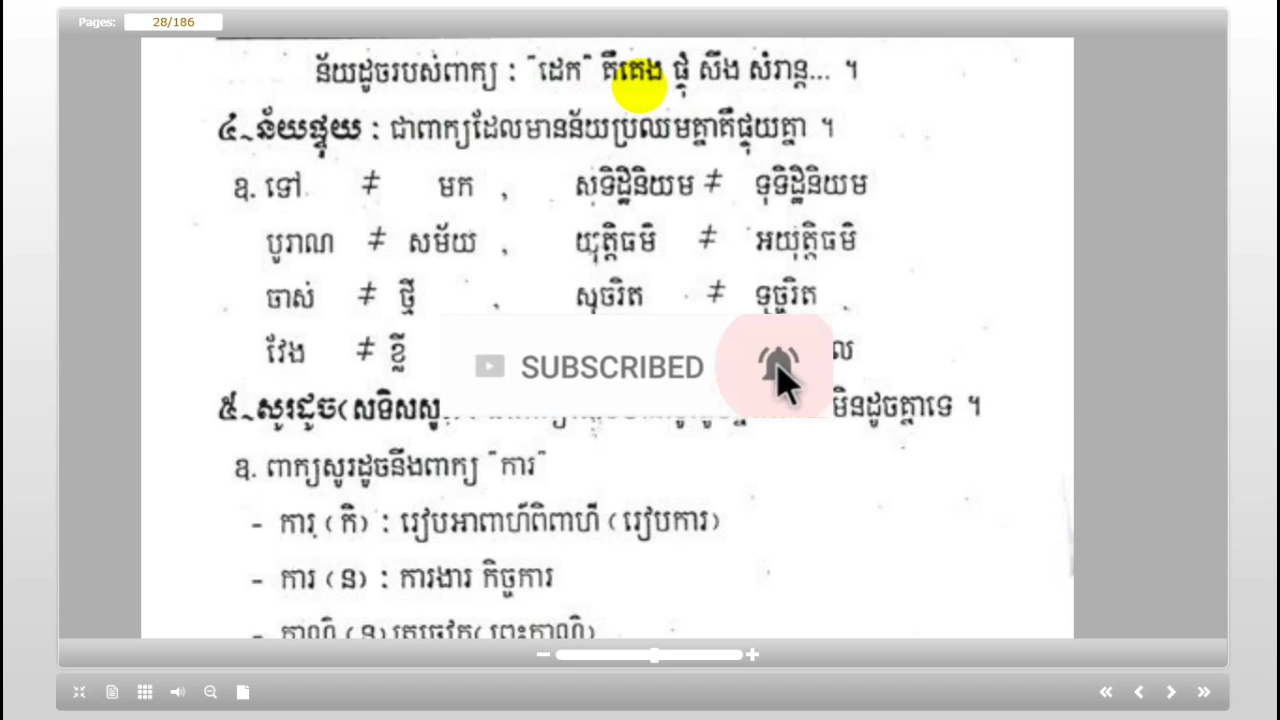 Pages: 28/186
ន័យដូចរបស់ពាក្យ : "ដេក" គឺគេង ផ្ទុំ សឹង សំរាន្ត... ។
៤~ន័យផ្ទុយ : ជាពាក្យដែលមានន័យប្រឈមគ្នាគឺផ្ទុយគ្នា ។
ឧ. ទៅ ≠ មក , សុទិដ្ឋិនិយម ≠ ទុទិដ្ឋិនិយម
បូរាណ ≠ សម័យ , យុត្តិធម៌ ≠ អយុត្តិធម៌
ចាស់ ≠ ថ្មី , សុចរិត ≠ ទុច្ចរិត ,
វែង ≠ ខ្លី
SUBSCRIBED
៥~សូរដូច(សទិសសូ មិនដូចគ្នាទេ ។
ឧ. ពាក្យសូរដូចនឹងពាក្យ "ការ"
- ការ (កិ) : រៀបអាពាហ៍ពិពាហ៍ (រៀបការ)
- ការ (ន) : ការងារ កិច្ចការ